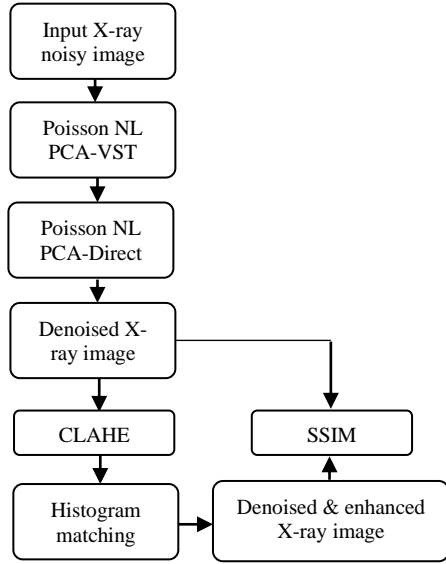 Input X-ray
noisy image
Poisson NL
PCA-VST
Poisson NL
PCA-Direct
Denoised X-
ray image
CLAHE
SSIM
Histogram
matching
Denoised & enhanced
X-ray image